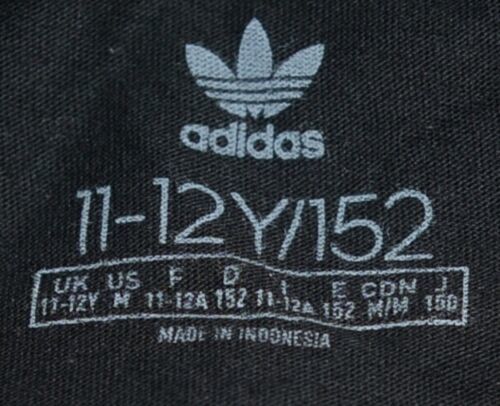 adidas
11-12Y/152
UK US F D I E CDN J
11-12Y M 11-12A 152 11-12A 152 M/M 150
MADE IN INDONESIA